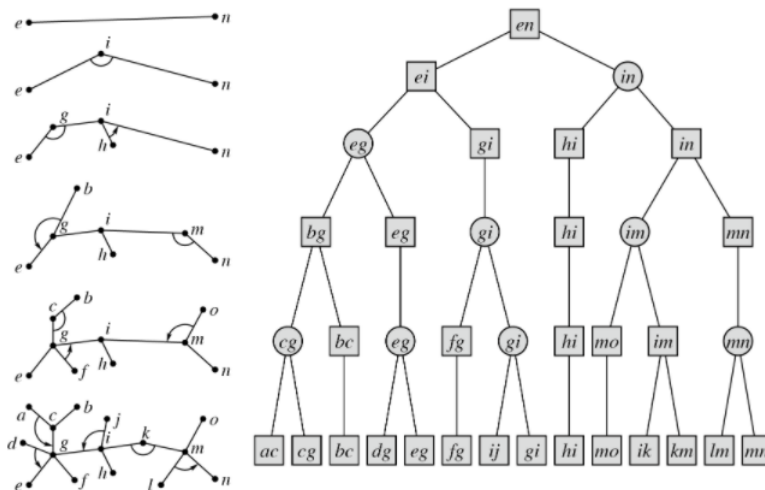 e n
i
e n
g i
h
e n
b
g i m
h
e n
c b o
g i m
h
e f n
a c b j o
d g i k m
h
e f l n
en
ei in
eg gi hi in
bg eg gi hi im mn
cg bc eg fg gi hi mo im mn
ac cg bc dg eg fg ij gi hi mo ik km lm mn